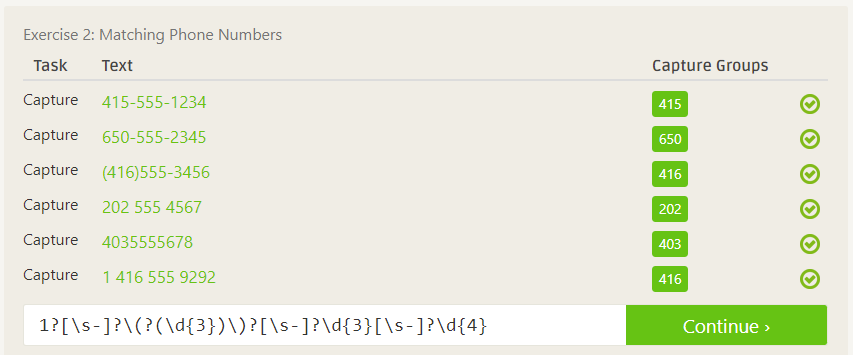 Exercise 2: Matching Phone Numbers
Task Text Capture Groups
Capture 415-555-1234 415
Capture 650-555-2345 650
Capture (416)555-3456 416
Capture 202 555 4567 202
Capture 4035555678 403
Capture 1 416 555 9292 416
1?[\s-]?\(?(\d{3})\)?[\s-]?\d{3}[\s-]?\d{4} Continue ›